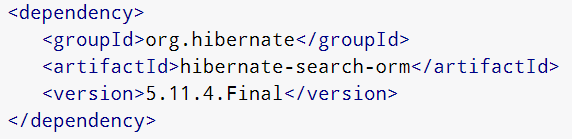 <dependency>
   <groupId>org.hibernate</groupId>
   <artifactId>hibernate-search-orm</artifactId>
   <version>5.11.4.Final</version>
</dependency>